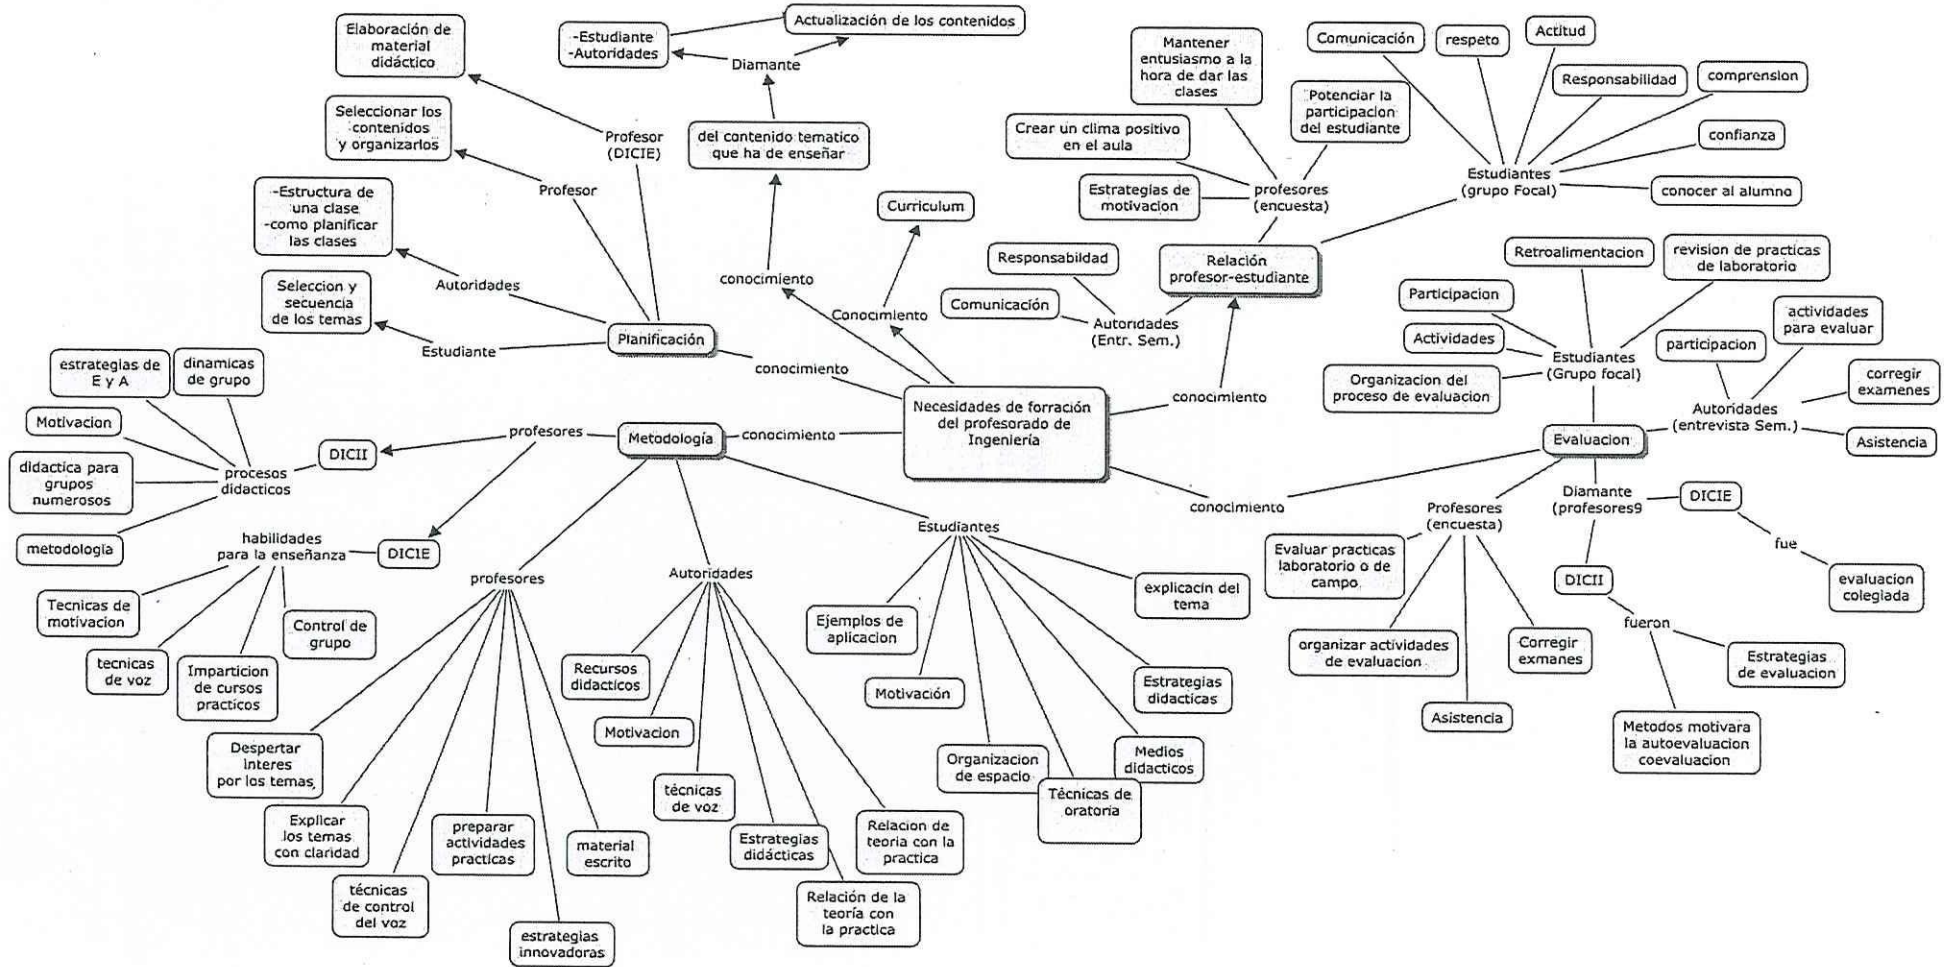 Elaboración de
material
didáctico
-Estudiante
-Autoridades
Actualización de los contenidos
Diamante
Seleccionar los
contenidos
y organizarlos
Profesor
(DICIE)
del contenido tematico
que ha de enseñar
-Estructura de
una clase
-como planificar
las clases
Profesor
Autoridades
conocimiento
Curriculum
Conocimiento
Seleccion y
secuencia
de los temas
Estudiante
Planificación
conocimiento
Mantener
entusiasmo a la
hora de dar las
clases
Potenciar la
participacion
del estudiante
Crear un clima positivo
en el aula
Estrategias de
motivacion
profesores
(encuesta)
Comunicación
respeto
Actitud
Responsabilidad
comprension
confianza
conocer al alumno
Estudiantes
(grupo Focal)
Relación
profesor-estudiante
Responsabildad
Comunicación
Autoridades
(Entr. Sem.)
conocimiento
Retroalimentacion
revision de practicas
de laboratorio
Participacion
Actividades
Organizacion del
proceso de evaluacion
Estudiantes
(Grupo focal)
participacion
actividades
para evaluar
corregir
examenes
Autoridades
(entrevista Sem.)
Asistencia
Evaluacion
Necesidades de forración
del profesorado de
Ingeniería
conocimiento
estrategias de
E y A
dinamicas
de grupo
Motivacion
didactica para
grupos
numerosos
metodología
procesos
didacticos
DICII
profesores
Metodología
conocimiento
habilidades
para la enseñanza
DICIE
Tecnicas de
motivacion
tecnicas
de voz
Imparticion
de cursos
practicos
Control de
grupo
profesores
Despertar
interes
por los temas,
Explicar
los temas
con claridad
técnicas
de control
del voz
preparar
actividades
practicas
estrategias
innovadoras
material
escrito
Autoridades
Recursos
didacticos
Motivacion
técnicas
de voz
Estrategias
didácticas
Relación de la
teoría con
la practica
Relacion de
teoria con la
practica
Estudiantes
Ejemplos de
aplicacion
Motivación
Organizacion
de espacio
Técnicas de
oratoria
Medios
didacticos
Estrategias
didacticas
explicacin del
tema
Profesores
(encuesta)
Evaluar practicas
laboratorio o de
campo
organizar actividades
de evaluacion
Asistencia
Corregir
exmanes
Diamante
(profesores9
DICIE
fue
evaluacion
colegiada
DICII
fueron
Estrategias
de evaluacion
Metodos motivara
la autoevaluacion
coevaluacion